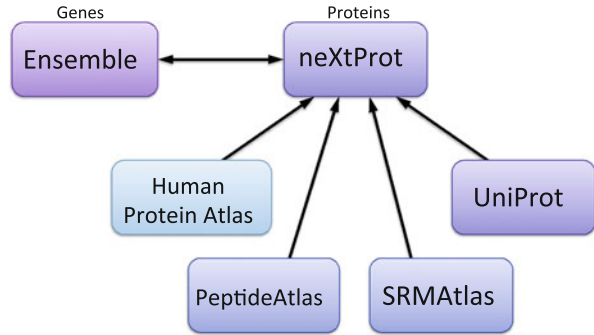 Genes
Proteins
Ensemble
neXtProt
Human
Protein Atlas
UniProt
PeptideAtlas
SRMAtlas